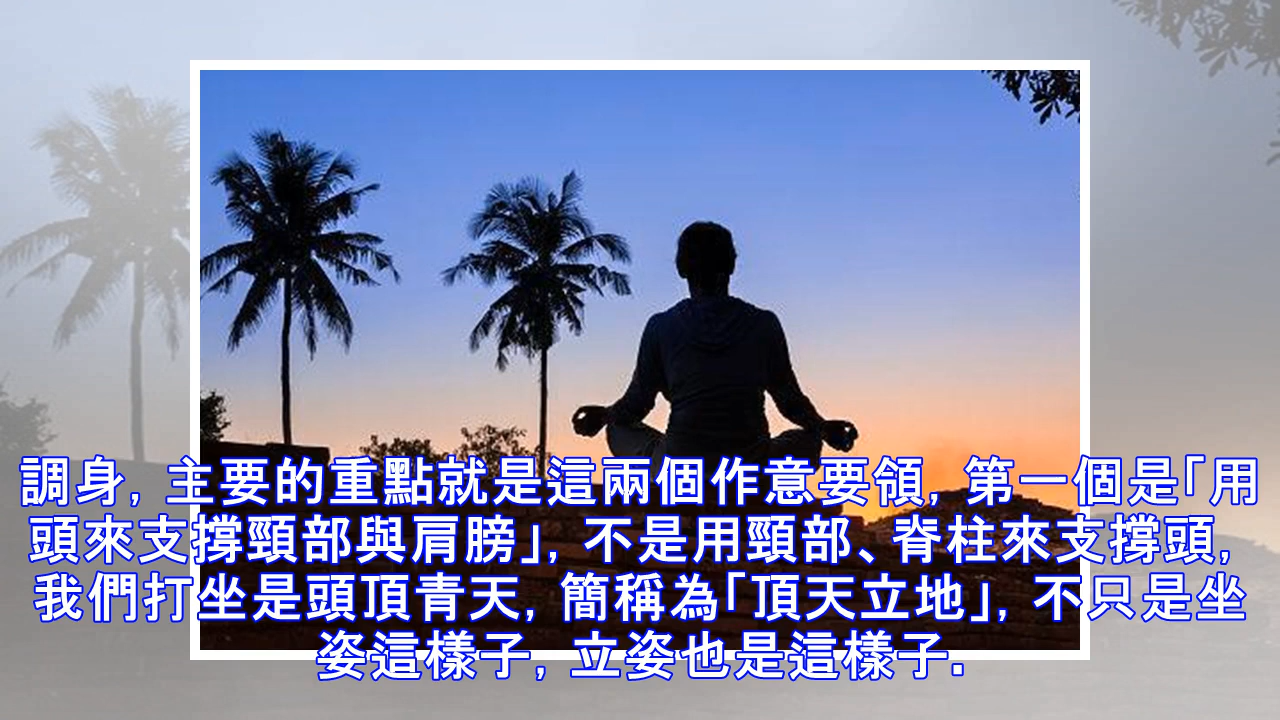 調身, 主要的重點就是這兩個作意要領, 第一個是「用
頭來支撐頸部與肩膀」, 不是用頸部、脊柱來支撐頭,
我們打坐是頭頂青天, 簡稱為「頂天立地」, 不只是坐
姿這樣子, 立姿也是這樣子.